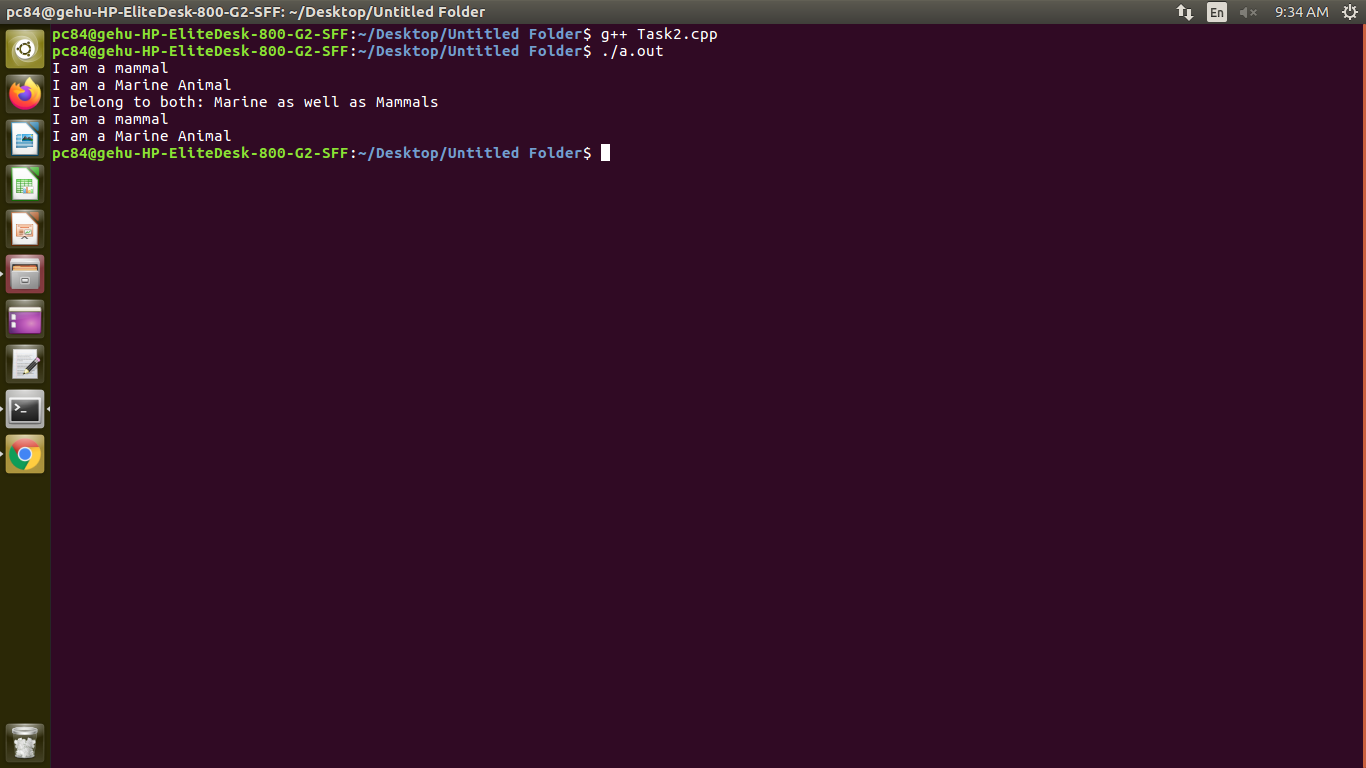 pc84@gehu-HP-EliteDesk-800-G2-SFF: ~/Desktop/Untitled Folder En 9:34 AM
pc84@gehu-HP-EliteDesk-800-G2-SFF:~/Desktop/Untitled Folder$ g++ Task2.cpp
pc84@gehu-HP-EliteDesk-800-G2-SFF:~/Desktop/Untitled Folder$ ./a.out
I am a mammal
I am a Marine Animal
I belong to both: Marine as well as Mammals
I am a mammal
I am a Marine Animal
pc84@gehu-HP-EliteDesk-800-G2-SFF:~/Desktop/Untitled Folder$